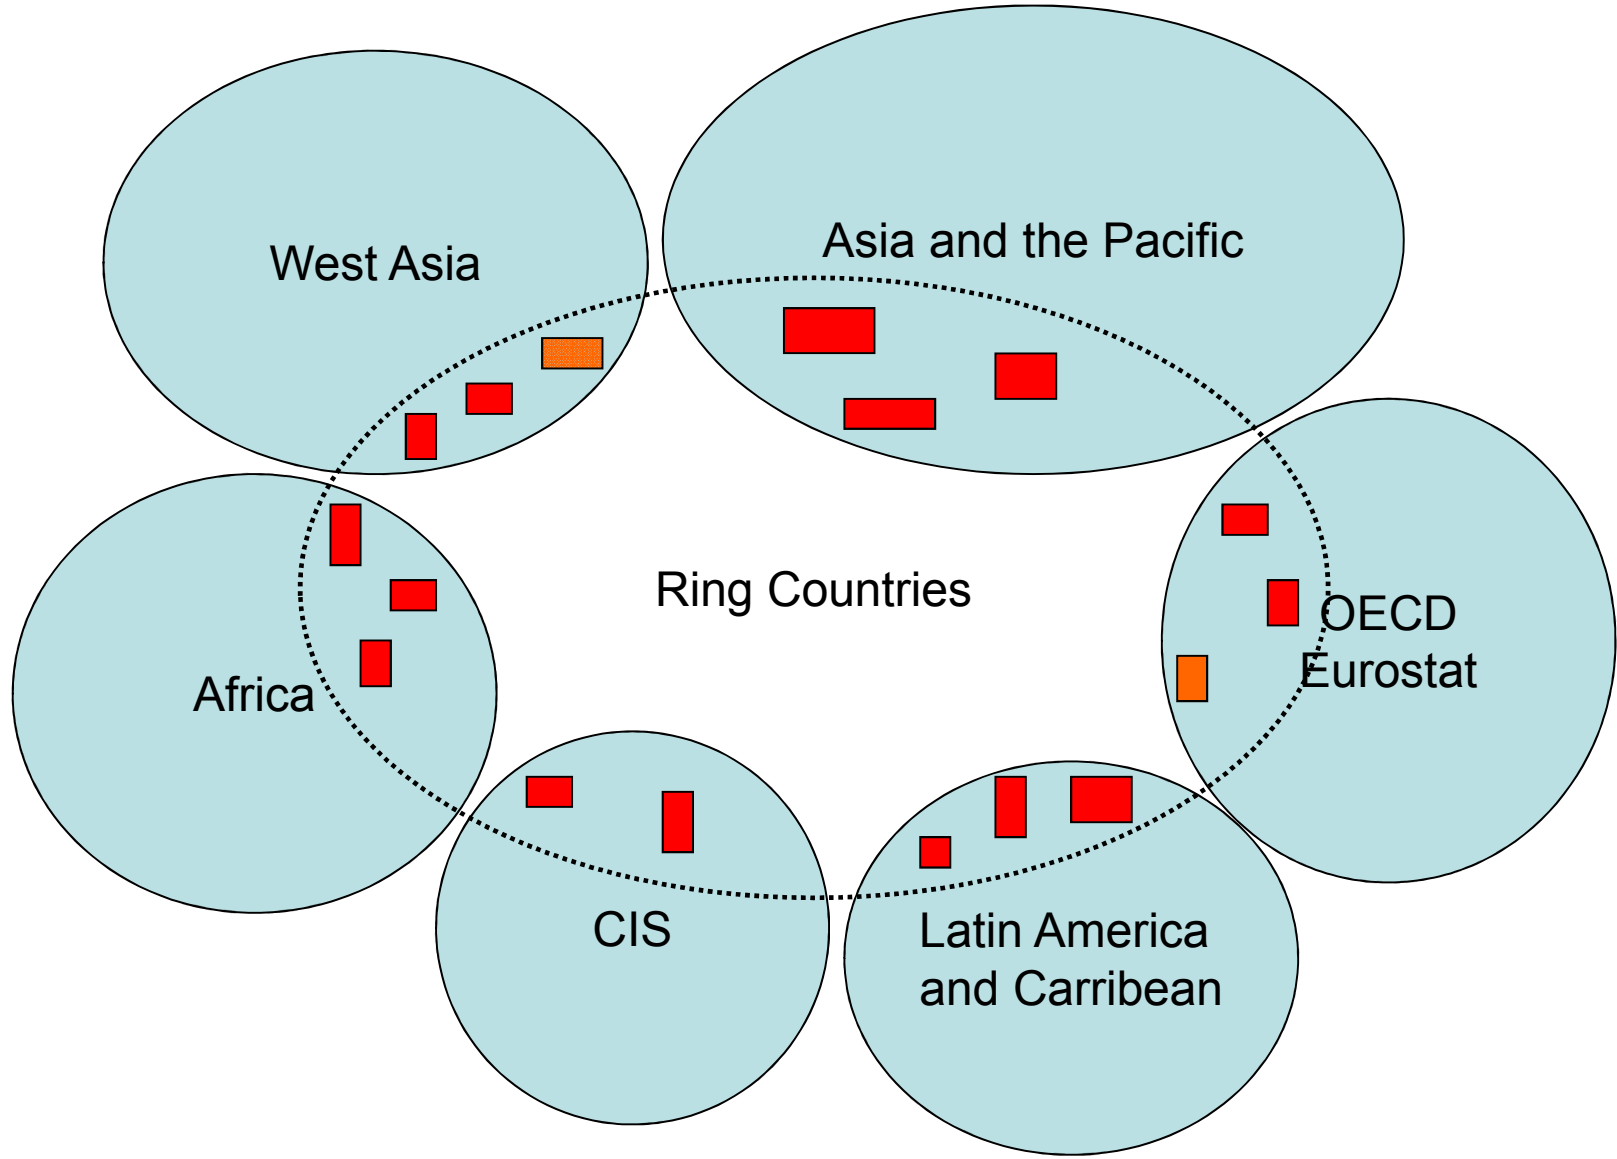 Asia and the Pacific
West Asia
Ring Countries
OECD
Eurostat
Africa
CIS
Latin America
and Carribean